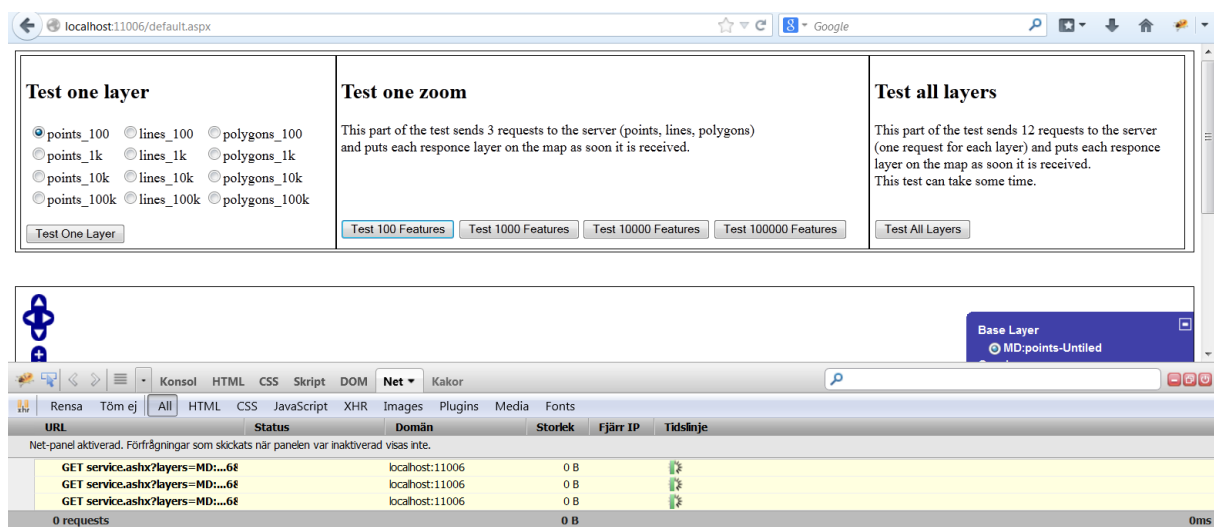 localhost:11006/default.aspx
Google
Test one layer
points_100 lines_100 polygons_100
points_1k lines_1k polygons_1k
points_10k lines_10k polygons_10k
points_100k lines_100k polygons_100k
Test One Layer
Test one zoom
This part of the test sends 3 requests to the server (points, lines, polygons)
and puts each responce layer on the map as soon it is received.
Test 100 Features Test 1000 Features Test 10000 Features Test 100000 Features
Test all layers
This part of the test sends 12 requests to the server
(one request for each layer) and puts each responce
layer on the map as soon it is received.
This test can take some time.
Test All Layers
Base Layer
MD:points-Untiled
Konsol HTML CSS Skript DOM Net Kakor
Rensa Töm ej All HTML CSS JavaScript XHR Images Plugins Media Fonts
URL Status Domän Storlek Fjärr IP Tidslinje
Net-panel aktiverad. Förfrågningar som skickats när panelen var inaktiverad visas inte.
GET service.ashx?layers=MD:...68 localhost:11006 0 B
GET service.ashx?layers=MD:...68 localhost:11006 0 B
GET service.ashx?layers=MD:...68 localhost:11006 0 B
0 requests 0 B 0ms